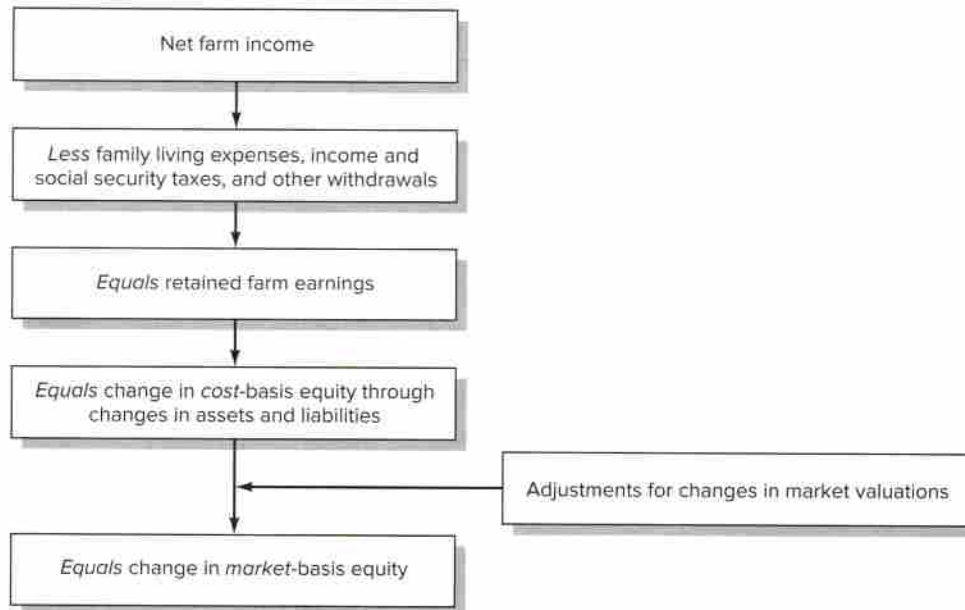 Net farm income
Less family living expenses, income and
social security taxes, and other withdrawals
Equals retained farm earnings
Equals change in cost-basis equity through
changes in assets and liabilities
Adjustments for changes in market valuations
Equals change in market-basis equity